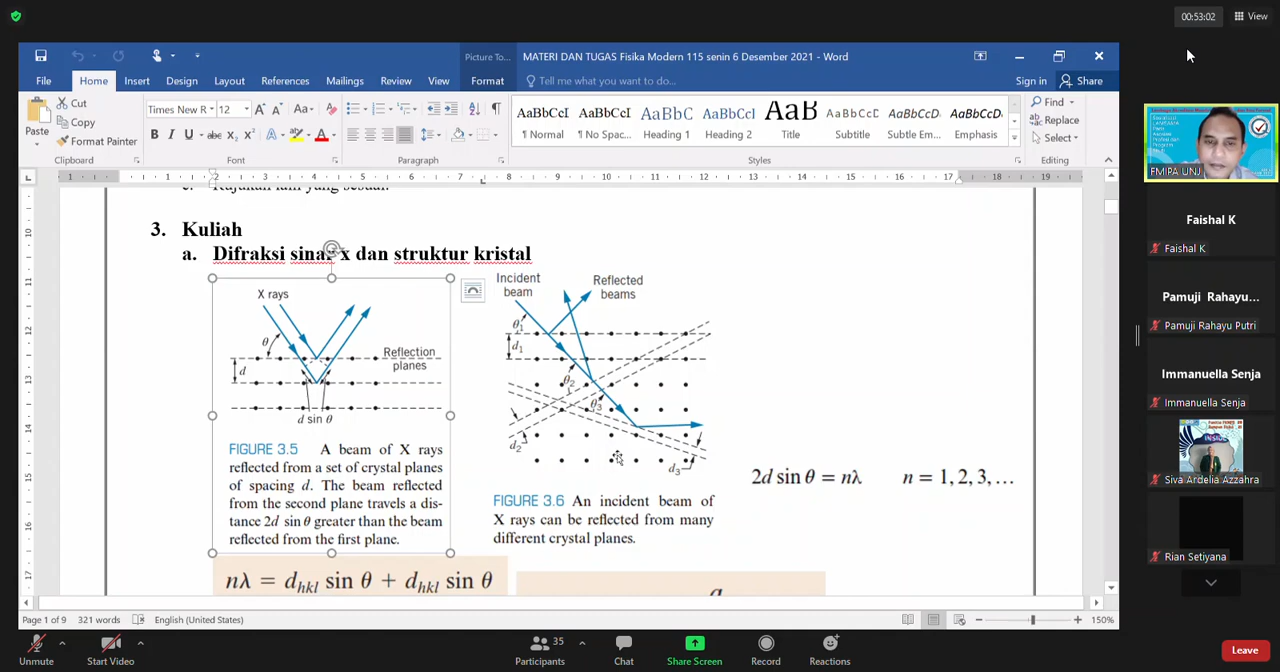 00:53:02
View
Picture To...
MATERI DAN TUGAS Fisika Modern 115 senin 6 Desember 2021 - Word
File
Home
Insert
Design
Layout
References
Mailings
Review
View
Format
Tell me what you want to do...
Sign in
Share
Paste
Cut
Copy
Format Painter
Clipboard
Times New R
12
Font
Paragraph
AaBbCcI
AaBbCcI
AaBbC
AaBbCcI
AaB
AaBbCcD
AaBbCcD.
AaBbCcD.
¶ Normal
¶ No Spac...
Heading 1
Heading 2
Title
Subtitle
Subtle Em...
Emphasis
Styles
Find
Replace
Select
Editing
3. Kuliah
a. Difraksi sinar x dan struktur kristal
X rays
θ
d
Reflection
planes
d sin θ
FIGURE 3.5 A beam of X rays
reflected from a set of crystal planes
of spacing d. The beam reflected
from the second plane travels a dis-
tance 2d sin θ greater than the beam
reflected from the first plane.
Incident
beam
Reflected
beams
θ1
d1
θ2
θ3
d2
d3
FIGURE 3.6 An incident beam of
X rays can be reflected from many
different crystal planes.
2d sin θ = nλ n = 1, 2, 3, …
nλ = dhkl sin θ + dhkl sin θ
a
Page 1 of 9
321 words
English (United States)
150%
FMIPA UNJ
Faishal K
Faishal K
Pamuji Rahayu...
Pamuji Rahayu Putri
Immanuella Senja
Immanuella Senja
Siva Ardelia Azzahra
Rian Setiyana
Unmute
Start Video
Participants
35
Chat
Share Screen
Record
Reactions
Leave